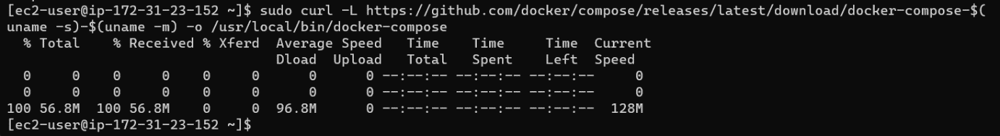 [ec2-user@ip-172-31-23-152 ~]$ sudo curl -L https://github.com/docker/compose/releases/latest/download/docker-compose-$(
uname -s)-$(uname -m) -o /usr/local/bin/docker-compose
  % Total    % Received % Xferd  Average Speed   Time    Time     Time  Current
                                 Dload  Upload   Total   Spent    Left  Speed
  0     0    0     0    0     0      0      0 --:--:-- --:--:-- --:--:--     0
  0     0    0     0    0     0      0      0 --:--:-- --:--:-- --:--:--     0
100 56.8M  100 56.8M    0     0  96.8M      0 --:--:-- --:--:-- --:--:--  128M
[ec2-user@ip-172-31-23-152 ~]$